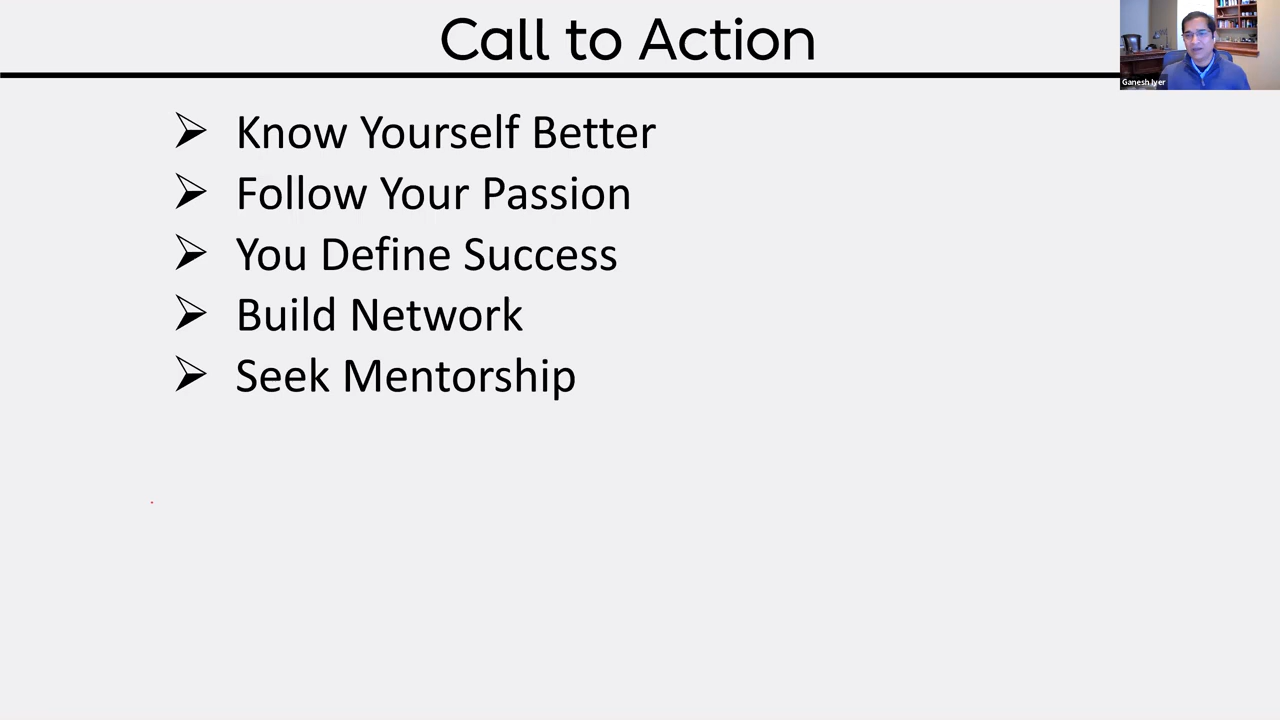 Call to Action
Ganesh Iyer
➢ Know Yourself Better
➢ Follow Your Passion
➢ You Define Success
➢ Build Network
➢ Seek Mentorship